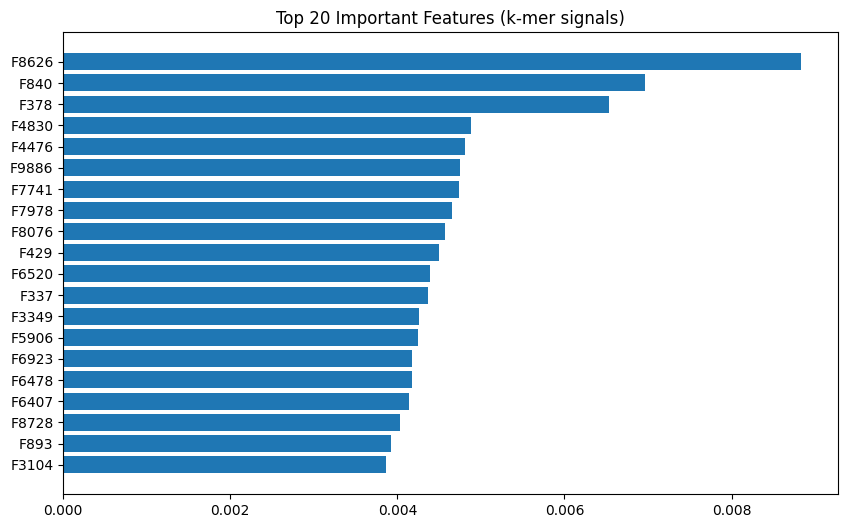 Top 20 Important Features (k-mer signals)
F8626
F840
F378
F4830
F4476
F9886
F7741
F7978
F8076
F429
F6520
F337
F3349
F5906
F6923
F6478
F6407
F8728
F893
F3104
0.000 0.002 0.004 0.006 0.008